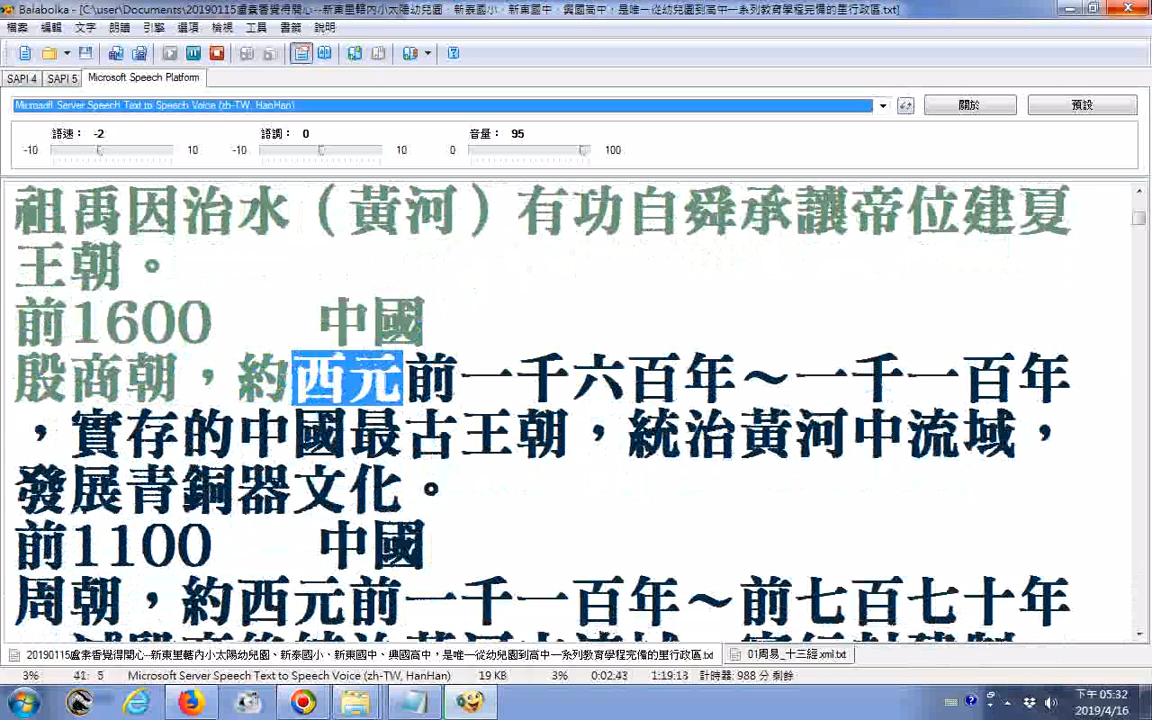 Balabolka - [C:\user\Documents\20190115盧素香覺得開心--新東里轄內小太陽幼兒園、新泰國小、新東國中、興國高中，是唯一從幼兒園到高中一系列教育學程完備的里行政區.txt]
檔案 編輯 文字 朗讀 引擎 選項 檢視 工具 書籤 說明
SAPI 4 SAPI 5 Microsoft Speech Platform
Microsoft Server Speech Text to Speech Voice (zh-TW, HanHan)
關於 預設
語速： -2 語調： 0 音量： 95
-10 10 -10 10 0 100
祖禹因治水（黃河）有功自舜承讓帝位建夏
王朝。
前1600 中國
殷商朝，約西元前一千六百年～一千一百年
，實存的中國最古王朝，統治黃河中流域，
發展青銅器文化。
前1100 中國
周朝，約西元前一千一百年～前七百七十年
20190115盧素香覺得開心--新東里轄內小太陽幼兒園、新泰國小、新東國中、興國高中，是唯一從幼兒園到高中一系列教育學程完備的里行政區.txt 01周易_十三經.xml.txt
3% 41: 5 Microsoft Server Speech Text to Speech Voice (zh-TW, HanHan) 19 KB 3% 0:02:43 1:19:13 計時器: 988 分 剩餘
下午 05:32
2019/4/16